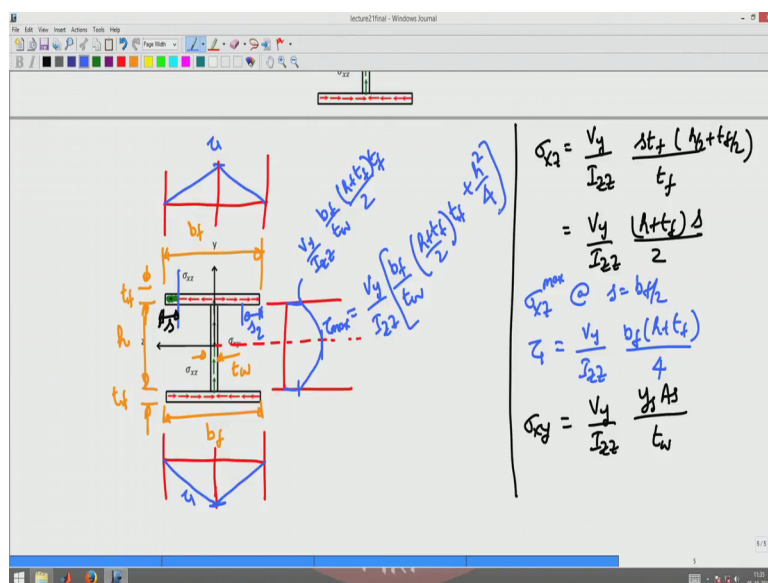 lecture21final - Windows Journal
File Edit View Insert Actions Tools Help
Page Width
B I
σxz
τ₁
bf
y
σxz
tf
s
s₂
h
z
σxz
tw
tf
bf
τ₁
Vy/Izz bf/tw (h+tf)/2 tf
τmax = Vy/Izz [bf/tw ((h+tf)/2) tf + h²/4]
σxz = Vy/Izz stf (h/2+tf/2)/tf
= Vy/Izz (h+tf) s/2
σxz max @ s = bf/2
τ₁ = Vy/Izz bf(h+tf)/4
σxy = Vy/Izz ys As/tw
5/5
5
11:35